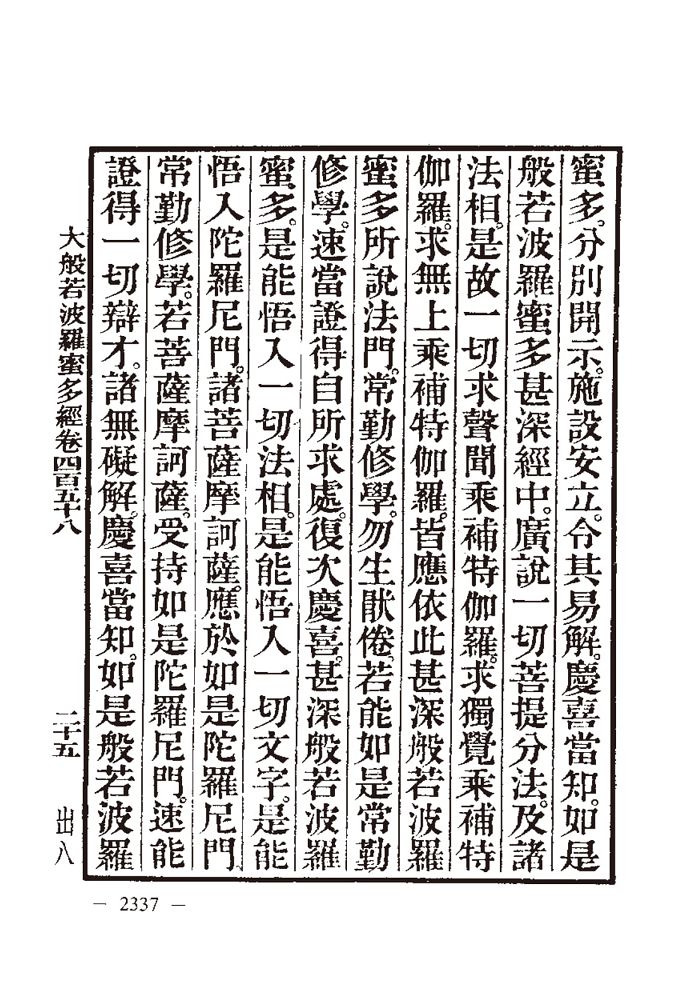 蜜多。分別開示。施設安立。令其易解。慶喜當知。如是
般若波羅蜜多甚深經中。廣說一切菩提分法。及諸
法相。是故一切求聲聞乘補特伽羅。求獨覺乘補特
伽羅。求無上乘補特伽羅。皆應依此甚深般若波羅
蜜多所說法門。常勤修學。勿生猒倦。若能如是常勤
修學。速當證得自所求處。復次慶喜。甚深般若波羅
蜜多。是能悟入一切法相。是能悟入一切文字。是能
悟入陀羅尼門。諸菩薩摩訶薩。應於如是陀羅尼門。
常勤修學。若菩薩摩訶薩。受持如是陀羅尼門。速能
證得一切辯才。諸無礙解。慶喜當知。如是般若波羅
大般若波羅蜜多經卷四百五十八 二十五 出八
— 2337 —